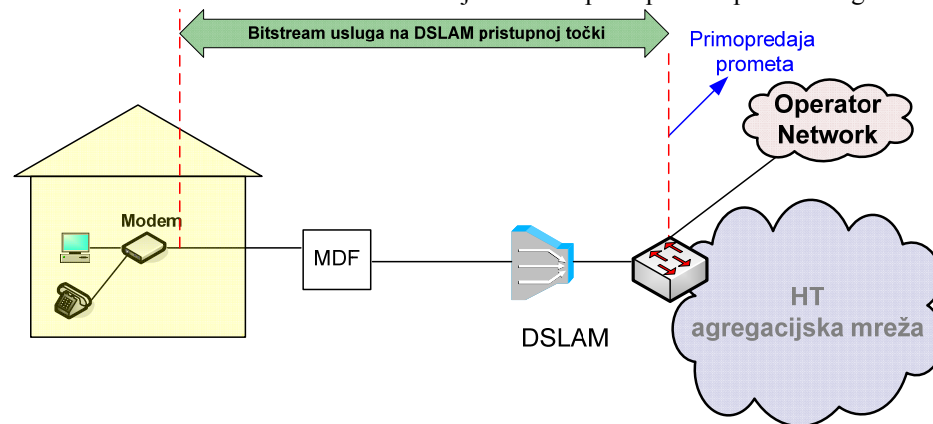 Bitstream usluga na DSLAM pristupnoj točki
Primopredaja
prometa
Operator
Network
Modem
MDF
DSLAM
HT
agregacijska mreža